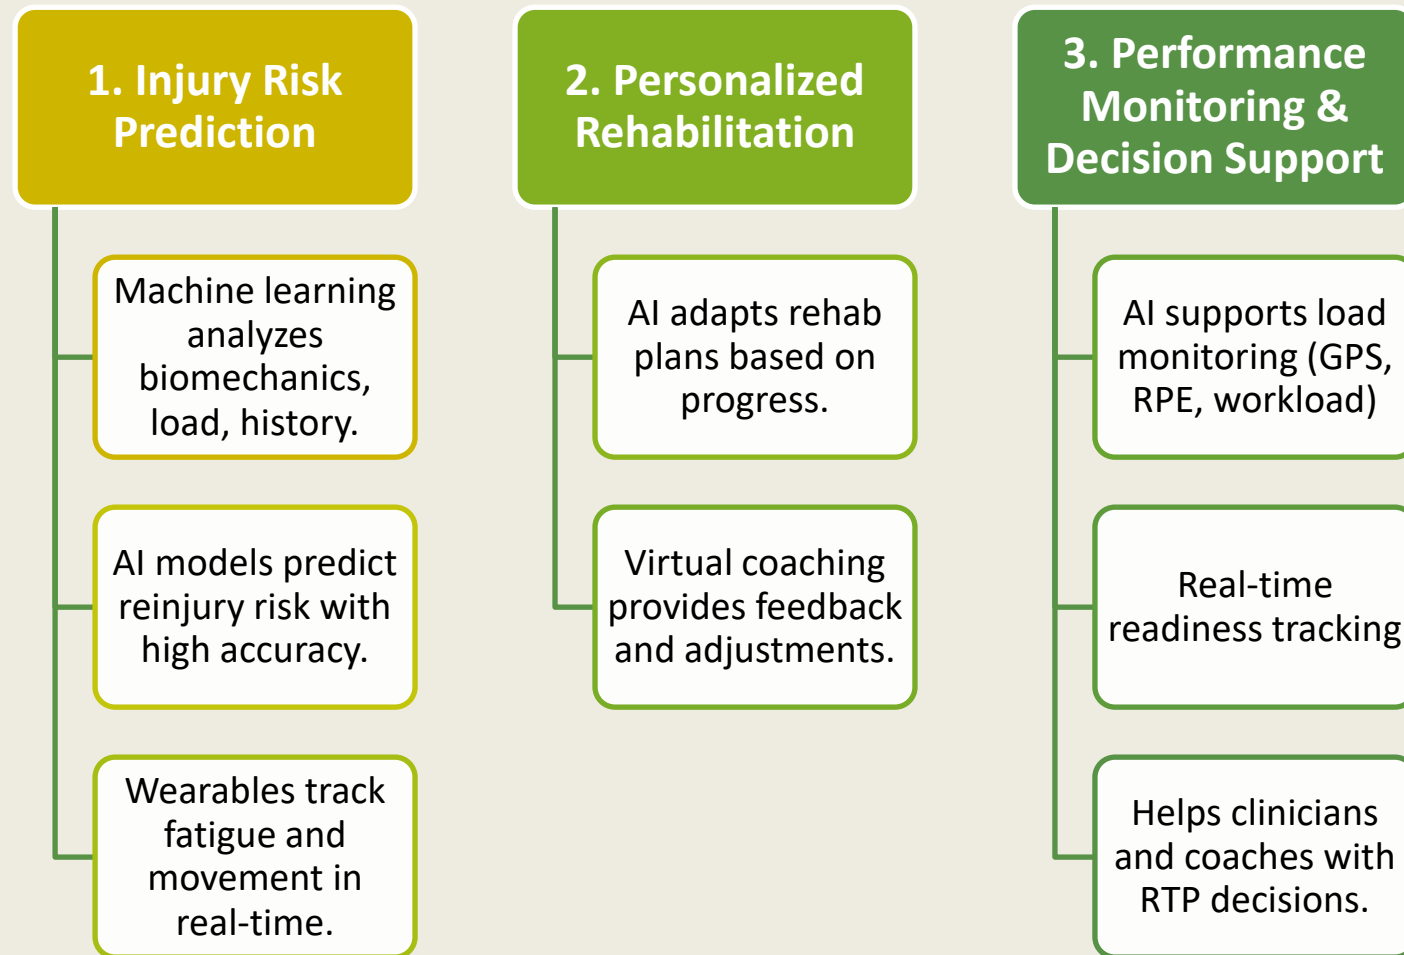 1. Injury Risk
Prediction
Machine learning
analyzes
biomechanics,
load, history.
AI models predict
reinjury risk with
high accuracy.
Wearables track
fatigue and
movement in
real-time.
2. Personalized
Rehabilitation
AI adapts rehab
plans based on
progress.
Virtual coaching
provides feedback
and adjustments.
3. Performance
Monitoring &
Decision Support
AI supports load
monitoring (GPS,
RPE, workload)
Real-time
readiness tracking
Helps clinicians
and coaches with
RTP decisions.